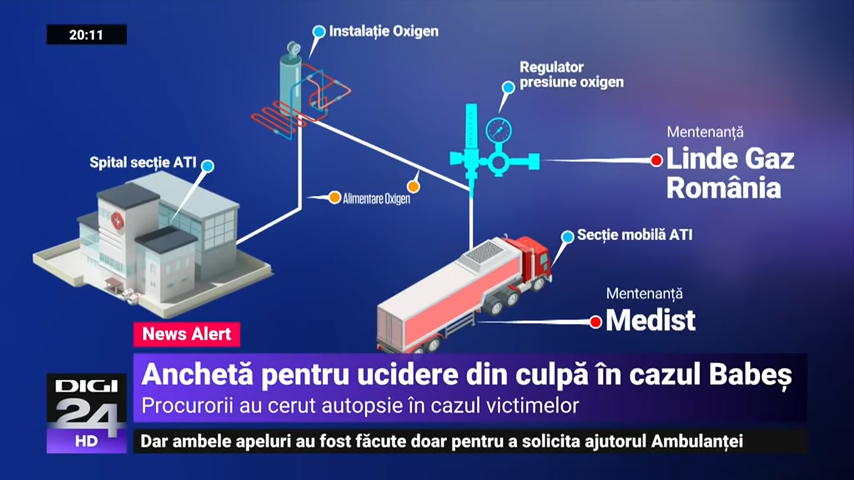 20:11
Instalație Oxigen
Regulator
presiune oxigen
Mentenanță
Linde Gaz
România
Spital secție ATI
Alimentare Oxigen
Secție mobilă ATI
Mentenanță
Medist
News Alert
Anchetă pentru ucidere din culpă în cazul Babeș
Procurorii au cerut autopsie în cazul victimelor
DIGI
24
HD
Dar ambele apeluri au fost făcute doar pentru a solicita ajutorul Ambulanței